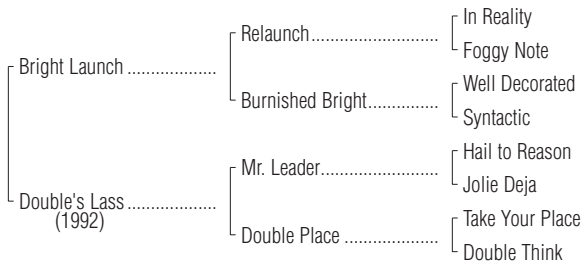 In Reality
Relaunch..................................
Foggy Note
Bright Launch ....................
Well Decorated
Burnished Bright...................
Syntactic
Hail to Reason
Mr. Leader................................
Jolie Deja
Double's Lass ....................
(1992)
Take Your Place
Double Place .........................
Double Think